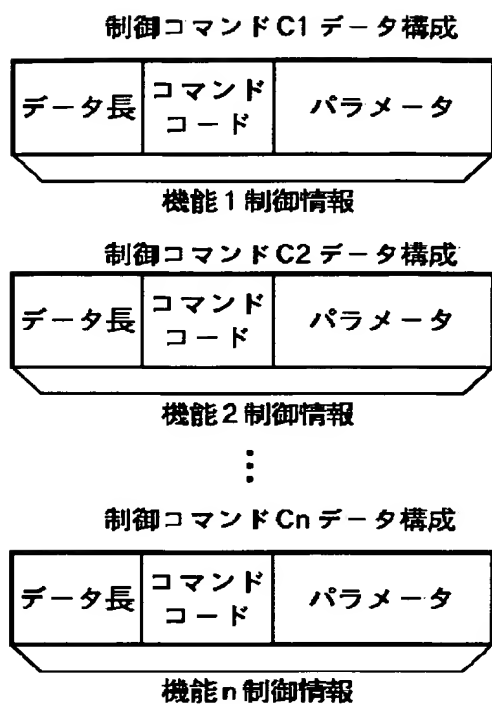 制御コマンドC1データ構成
データ長 コマンド パラメータ
コード
機能1制御情報
制御コマンドC2データ構成
データ長 コマンド パラメータ
コード
機能2制御情報
⋮
制御コマンドCnデータ構成
データ長 コマンド パラメータ
コード
機能n制御情報